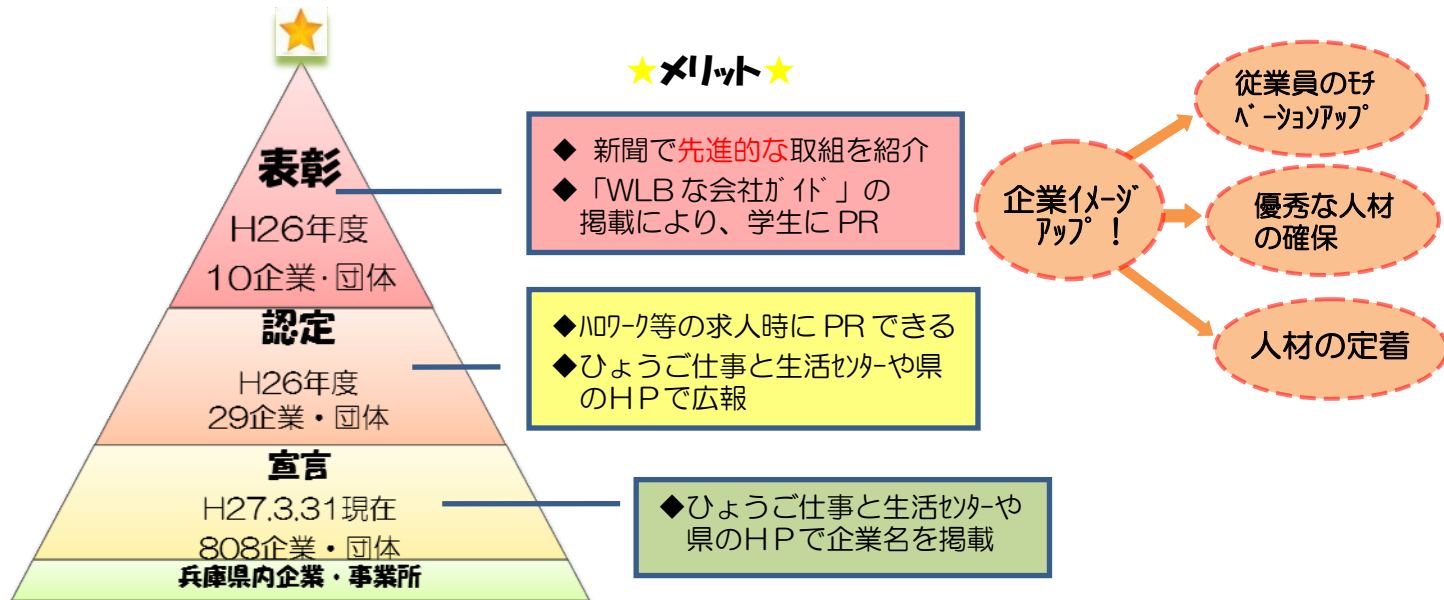 ★メリット★
表彰
H26年度
10企業・団体
認定
H26年度
29企業・団体
宣言
H27,3,31現在
808企業・団体
兵庫県内企業・事業所
◆ 新聞で先進的な取組を紹介
◆「WLBな会社ｶﾞｲﾄﾞ」の
掲載により、学生にPR
◆ﾊﾛﾜｰｸ等の求人時にPRできる
◆ひょうご仕事と生活ｾﾝﾀｰや県
のＨＰで広報
◆ひょうご仕事と生活ｾﾝﾀｰや
県のＨＰで企業名を掲載
企業ｲﾒｰｼﾞ
ｱｯﾌﾟ！
従業員のﾓﾁ
ﾍﾞｰｼｮﾝｱｯﾌﾟ
優秀な人材
の確保
人材の定着